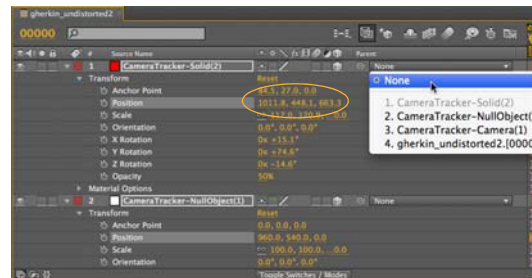 gherkin_undistorted2
00000
# Source Name Parent
1 CameraTracker-Solid(2) None
Transform Reset
Anchor Point 84.5, 27.0, 0.0
Position 1011.8, 448.1, 663.3
Scale
Orientation 0.0°, 0.0°, 0.0°
X Rotation 0x +15.1°
Y Rotation 0x +74.6°
Z Rotation 0x -14.6°
Opacity 50%
Material Options
2 CameraTracker-NullObject(1) None
Transform Reset
Anchor Point 0.0, 0.0, 0.0
Position 960.0, 540.0, 0.0
Scale 100.0, 100.0, ...0.0
Orientation 0.0°, 0.0°, 0.0°
Toggle Switches / Modes
None
1. CameraTracker-Solid(2)
2. CameraTracker-NullObject(
3. CameraTracker-Camera(1)
4. gherkin_undistorted2.[0000